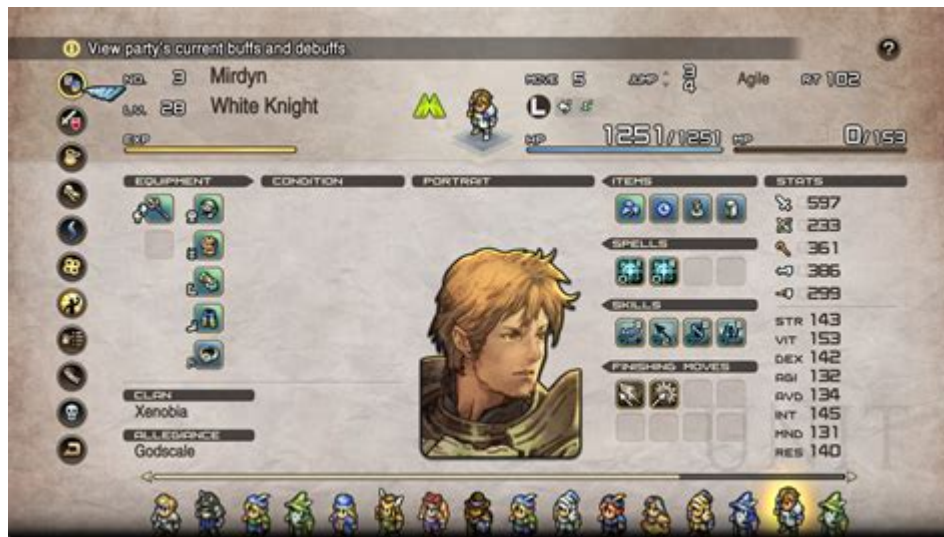 View party's current buffs and debuffs.
?
NO. 3 Mirdyn MOVE 5 JUMP 3 4 Agile RT 102
LV. 28 White Knight L
EXP HP 1251/1251 MP 0/153
EQUIPMENT CONDITION PORTRAIT ITEMS STATS
597
233
SPELLS 361
386
299
SKILLS
STR 143
VIT 153
DEX 142
FINISHING MOVES
AGI 132
CLAN AVD 134
Xenobia INT 145
ALLEGIANCE MND 131
Godscale RES 140